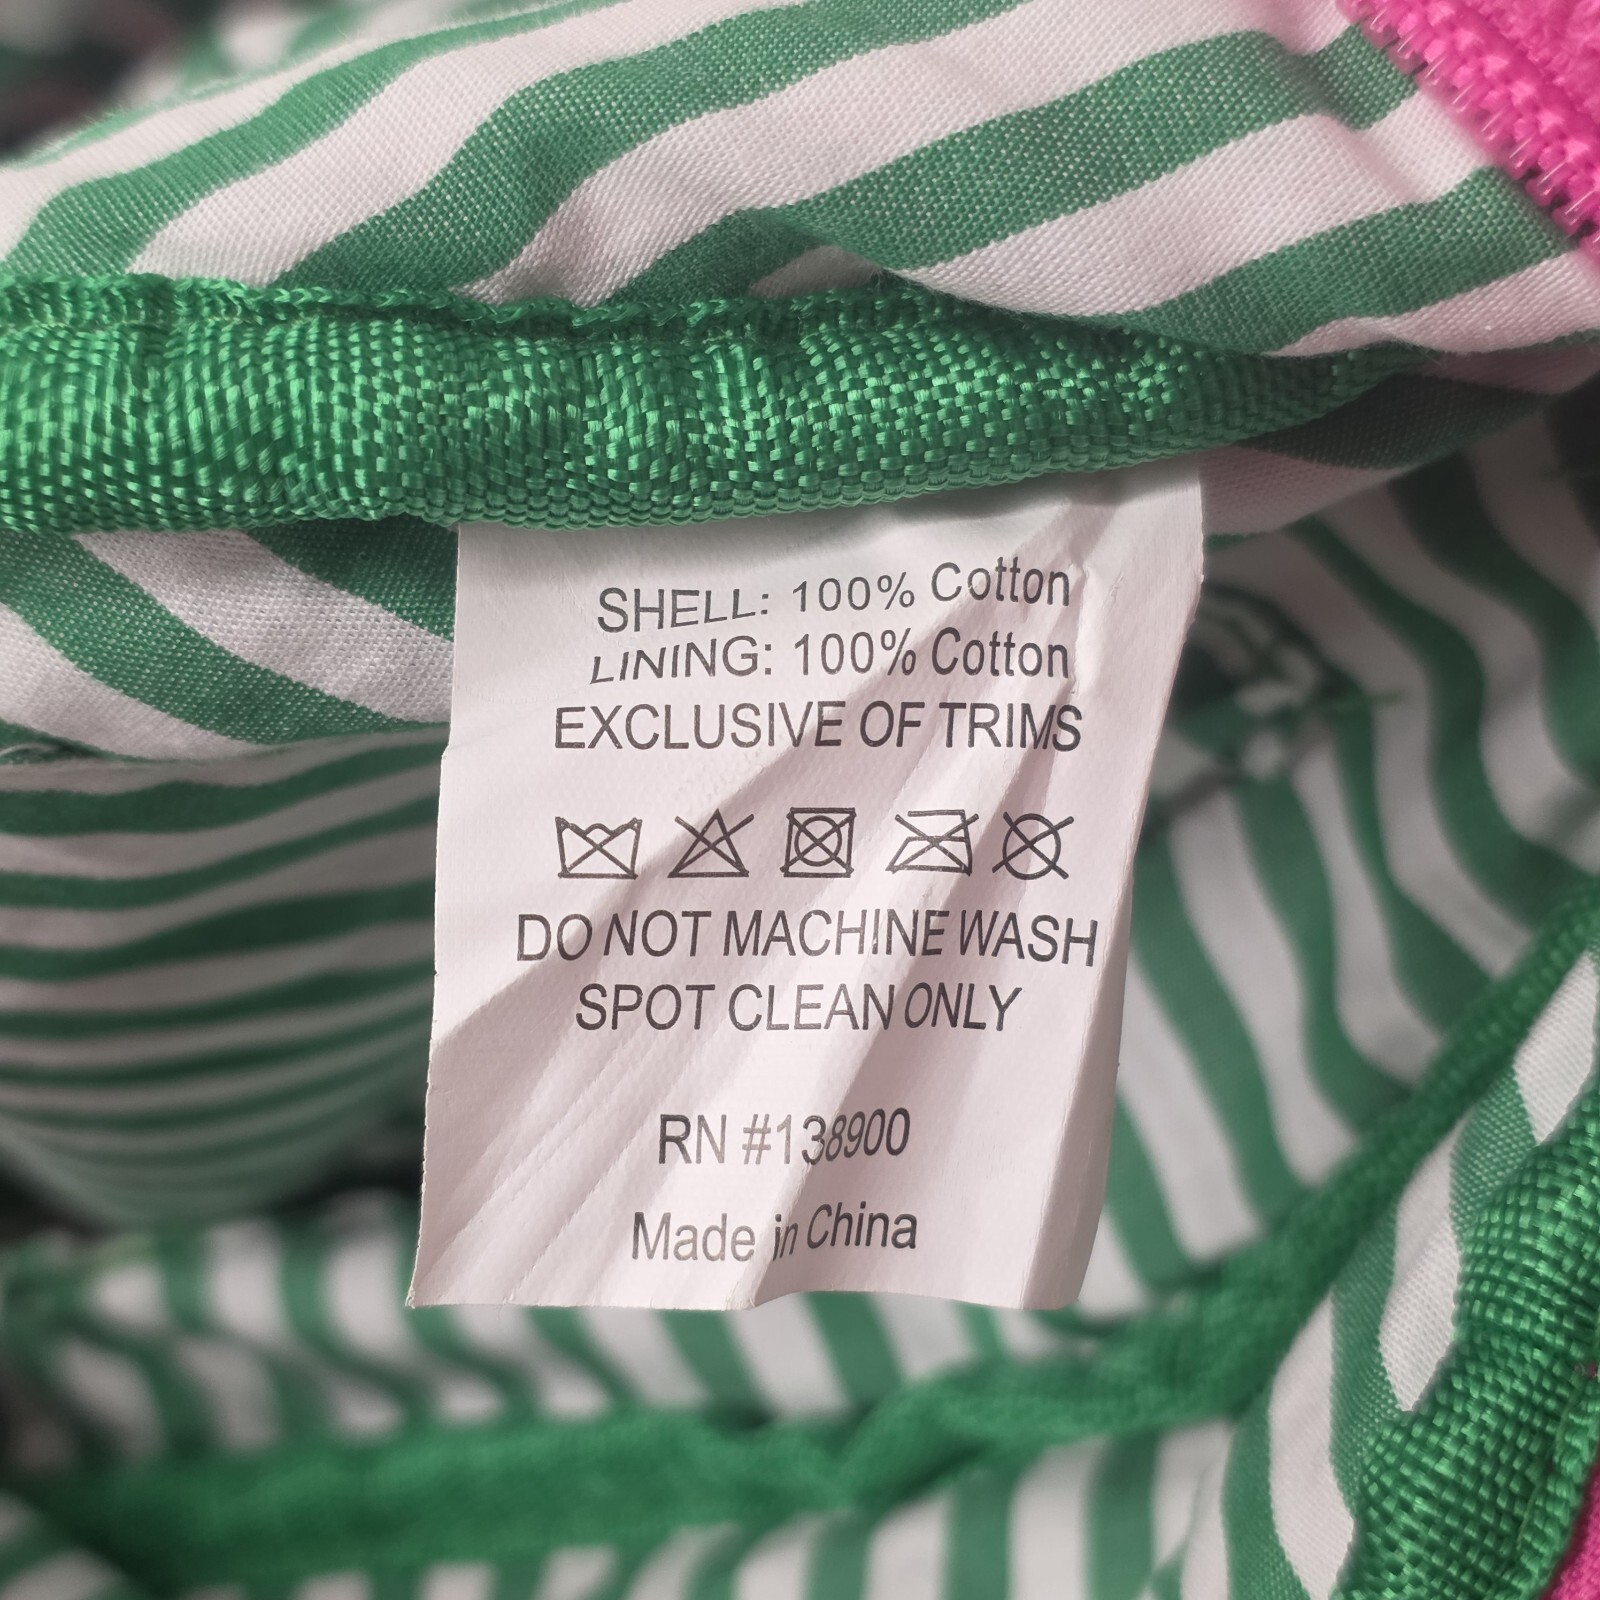 SHELL: 100% Cotton
LINING: 100% Cotton
EXCLUSIVE OF TRIMS
DO NOT MACHINE WASH
SPOT CLEAN ONLY
RN #138900
Made in China